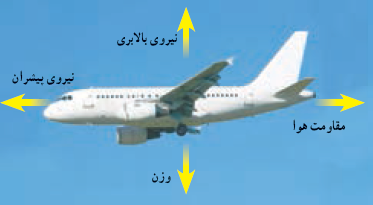 نیروی بالابری
نیروی پیشران
مقاومت هوا
وزن